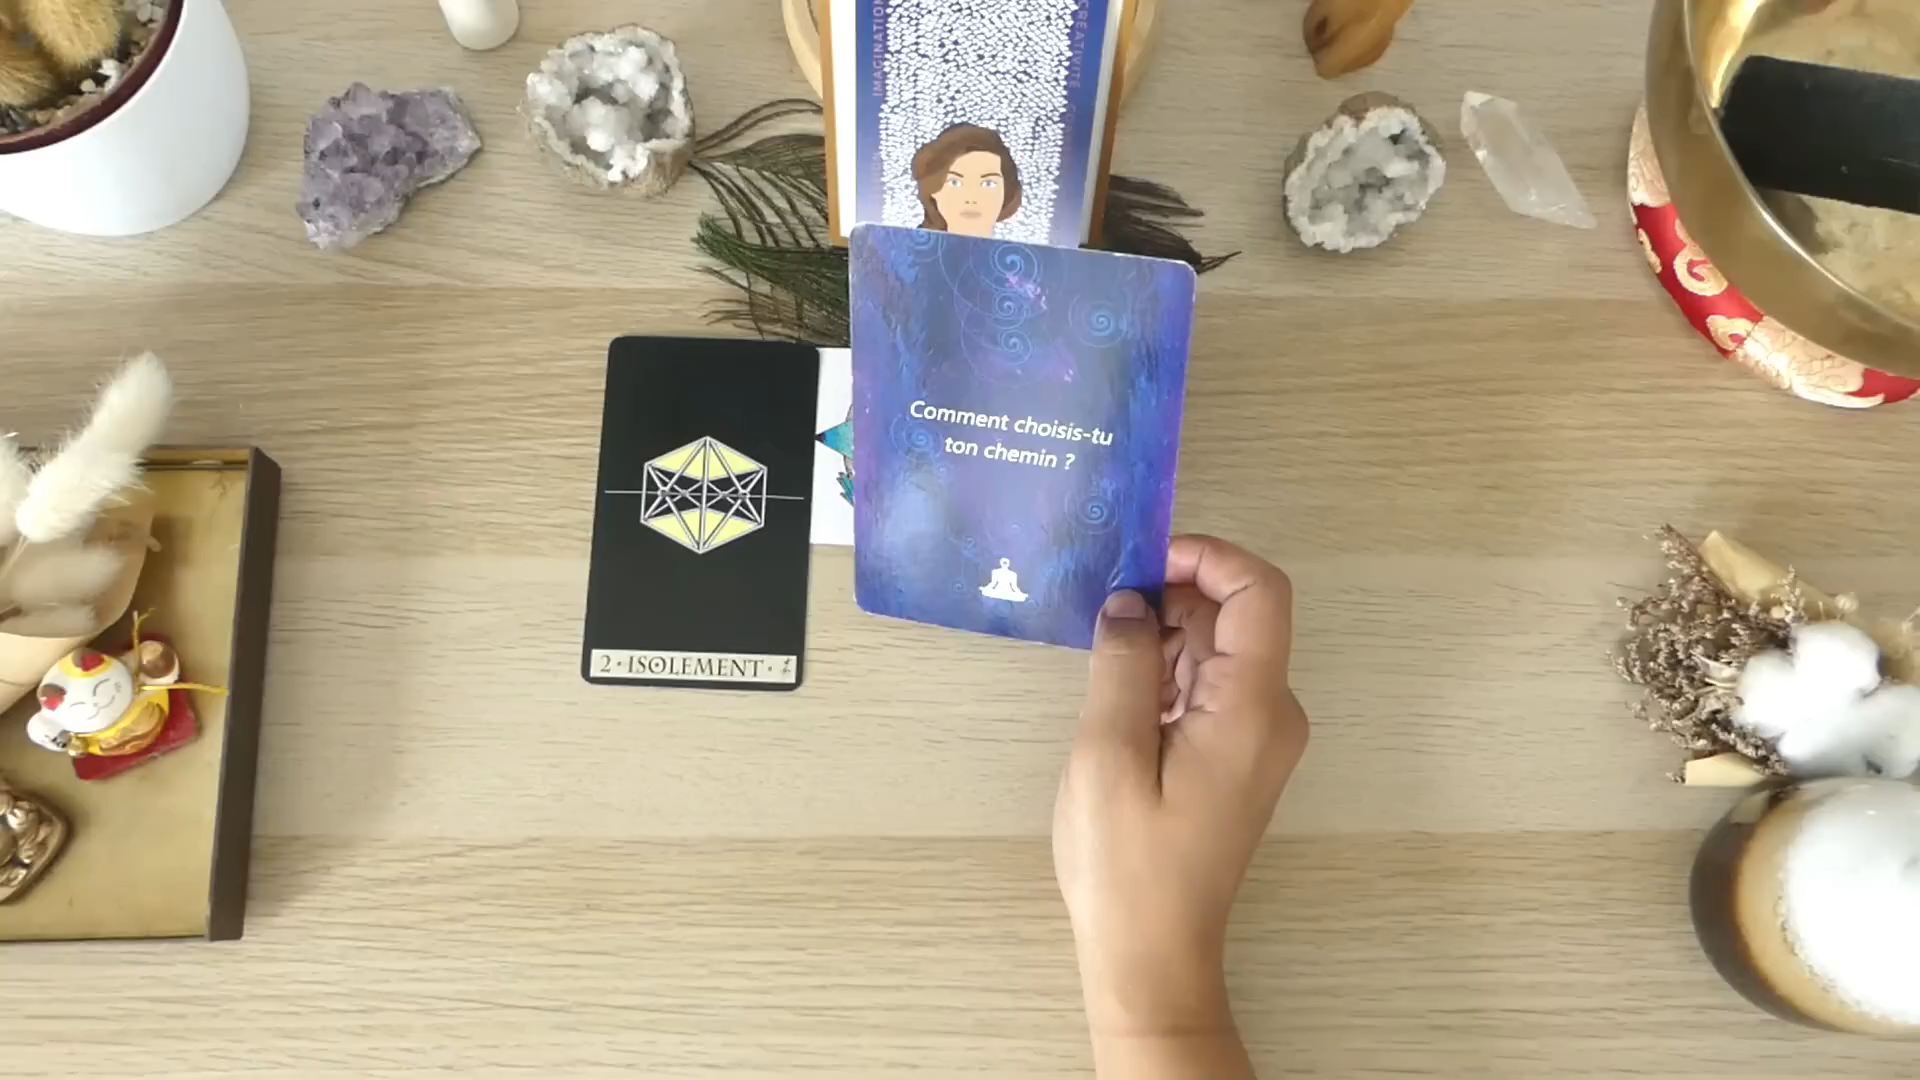 IMAGINATION
CREATIVITÉ
Comment choisis-tu
ton chemin ?
2 • ISOLEMENT •